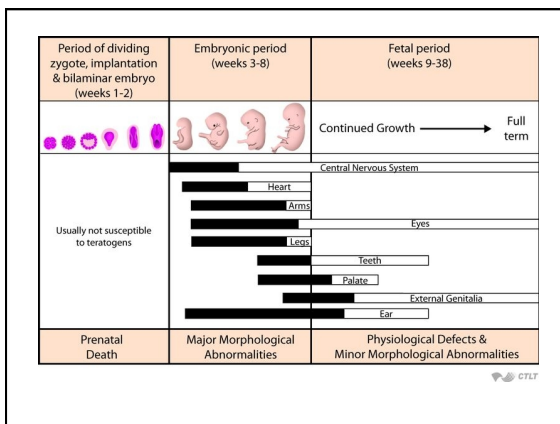 Period of dividing
zygote, implantation
& bilaminar embryo
(weeks 1-2)
Embryonic period
(weeks 3-8)
Fetal period
(weeks 9-38)
Continued Growth
Full
term
Usually not susceptible
to teratogens
Central Nervous System
Heart
Arms
Eyes
Legs
Teeth
Palate
External Genitalia
Ear
Prenatal
Death
Major Morphological
Abnormalities
Physiological Defects &
Minor Morphological Abnormalities
CTLT